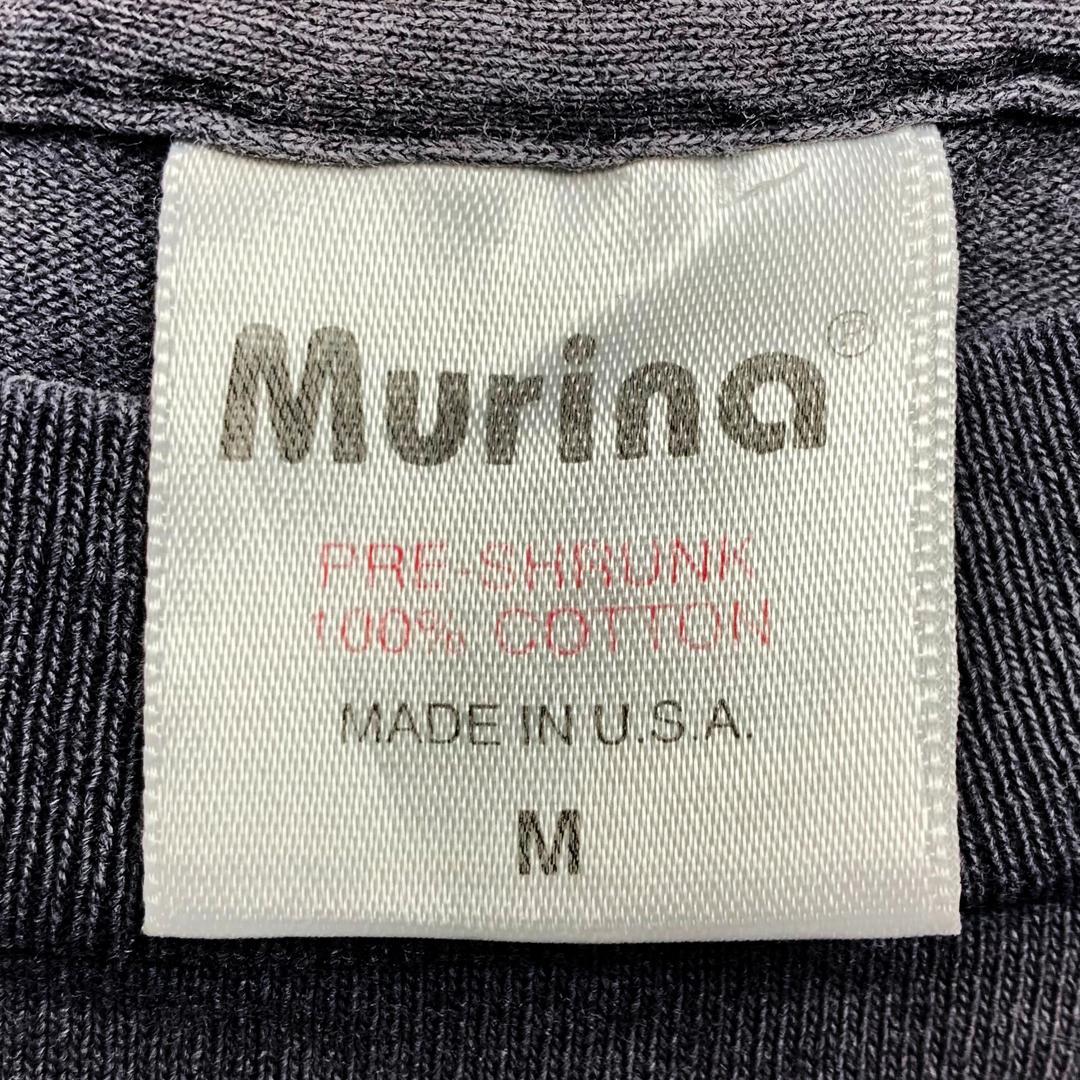 Murina®
PRE-SHRUNK
100% COTTON
MADE IN U.S.A.
M